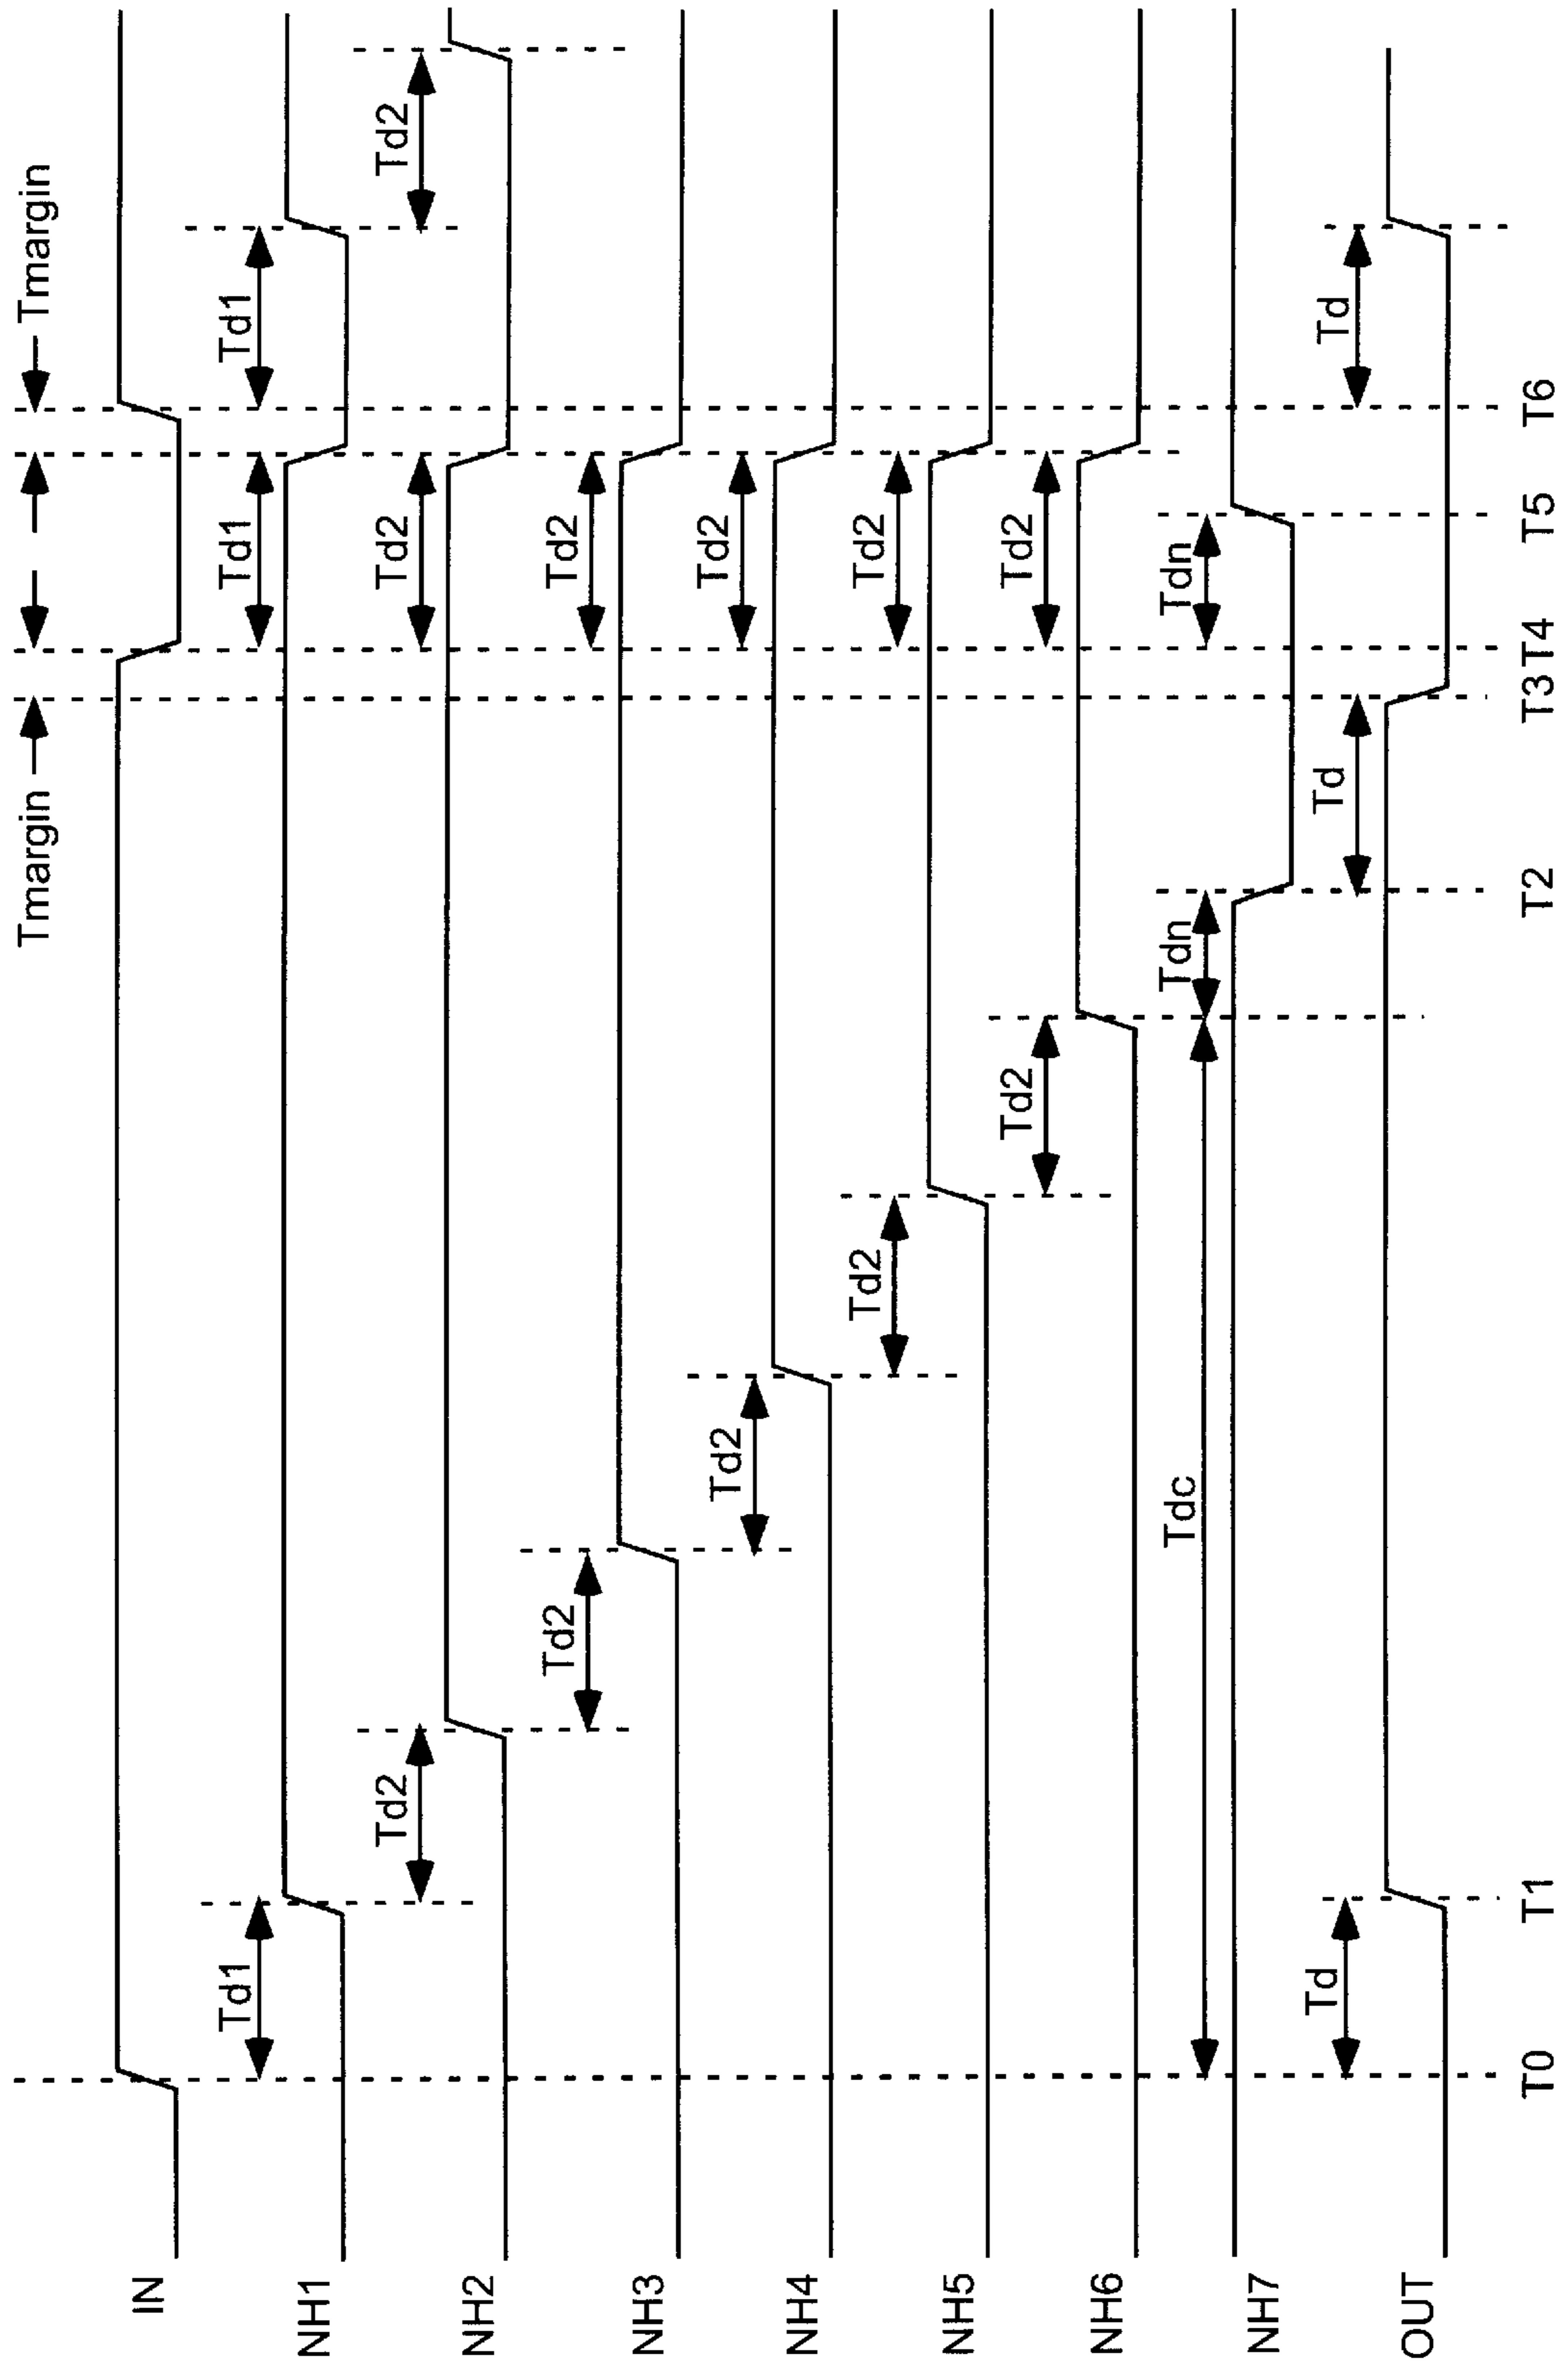 Tmargin Tmargin
IN
Td1 Td1 Td1
NH1
Td2 Td2 Td2
NH2
Td2 Td2
NH3
Td2 Td2
NH4
Td2 Td2
NH5
Td2 Td2
NH6
Tdc Tdn Tdn
NH7
Td Td Td
OUT
T0 T1 T2 T3 T4 T5 T6